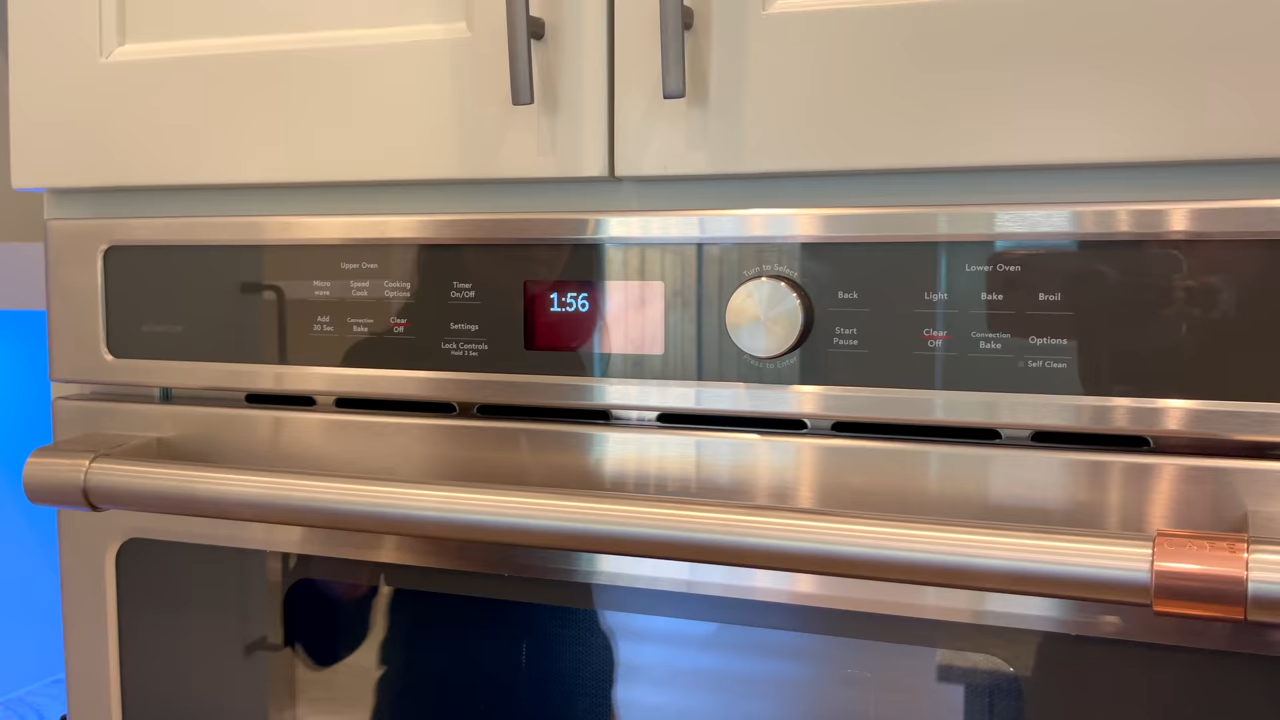 Upper Oven
Micro
wave
Speed
Cook
Cooking
Options
Add
30 Sec
Convection
Bake
Clear
Off
Timer
On/Off
Settings
Lock Controls
Hold 3 Sec
1:56
Turn to Select
Press to Enter
Back
Start
Pause
Lower Oven
Light
Bake
Broil
Clear
Off
Convection
Bake
Options
Self Clean
CAFE